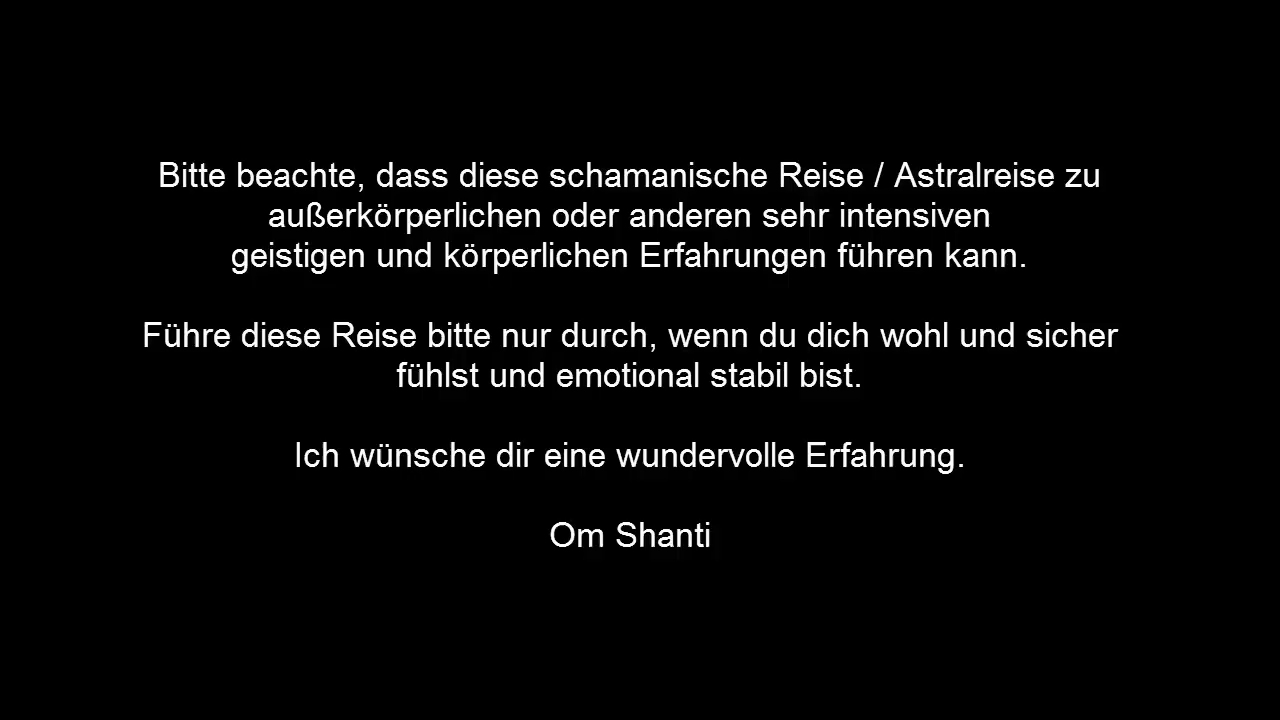 Bitte beachte, dass diese schamanische Reise / Astralreise zu
außerkörperlichen oder anderen sehr intensiven
geistigen und körperlichen Erfahrungen führen kann.
Führe diese Reise bitte nur durch, wenn du dich wohl und sicher
fühlst und emotional stabil bist.
Ich wünsche dir eine wundervolle Erfahrung.
Om Shanti